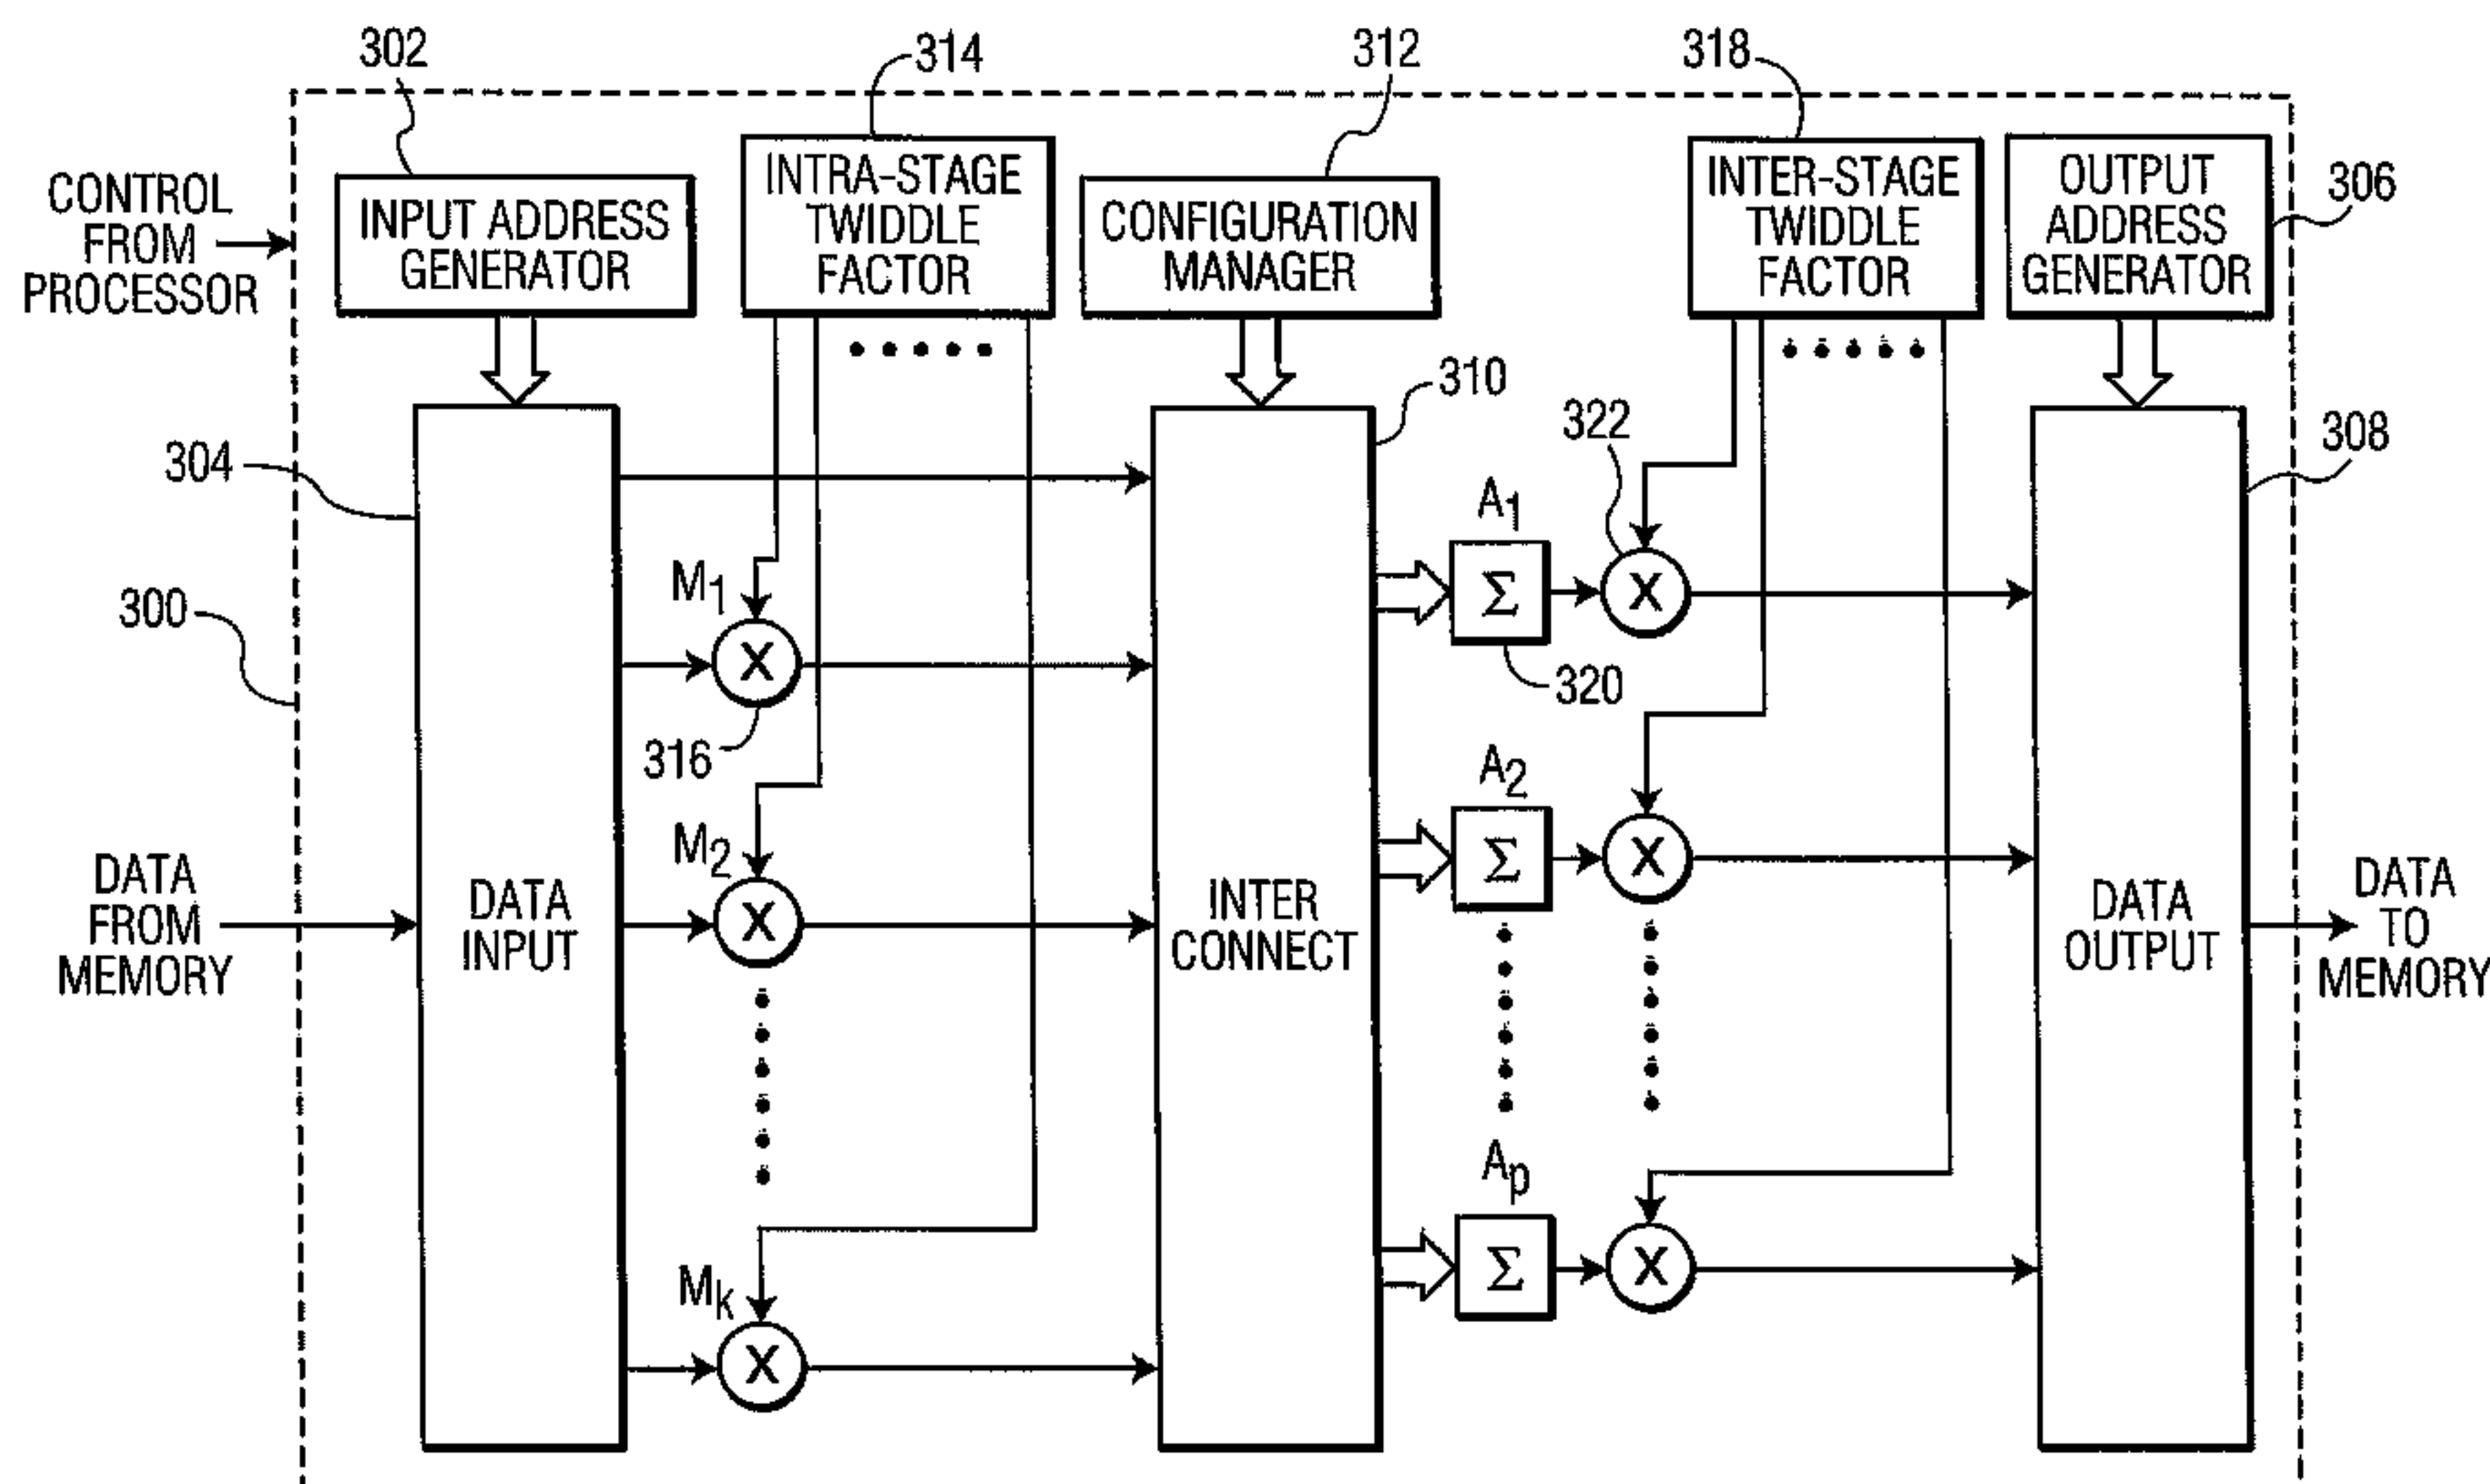 302
314
312
318
CONTROL
FROM
PROCESSOR
INPUT ADDRESS
GENERATOR
INTRA-STAGE
TWIDDLE
FACTOR
CONFIGURATION
MANAGER
INTER-STAGE
TWIDDLE
FACTOR
OUTPUT
ADDRESS
GENERATOR
306
310
304
322
308
A1
300
M1
X
Σ
X
320
316
A2
M2
DATA
FROM
MEMORY
DATA
INPUT
X
INTER
CONNECT
Σ
X
DATA
OUTPUT
DATA
TO
MEMORY
Ap
Mk
X
Σ
X